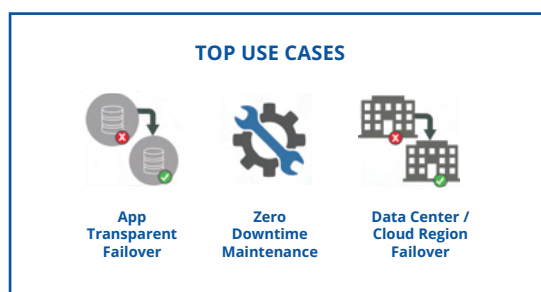 TOP USE CASES
App
Transparent
Failover
Zero
Downtime
Maintenance
Data Center /
Cloud Region
Failover